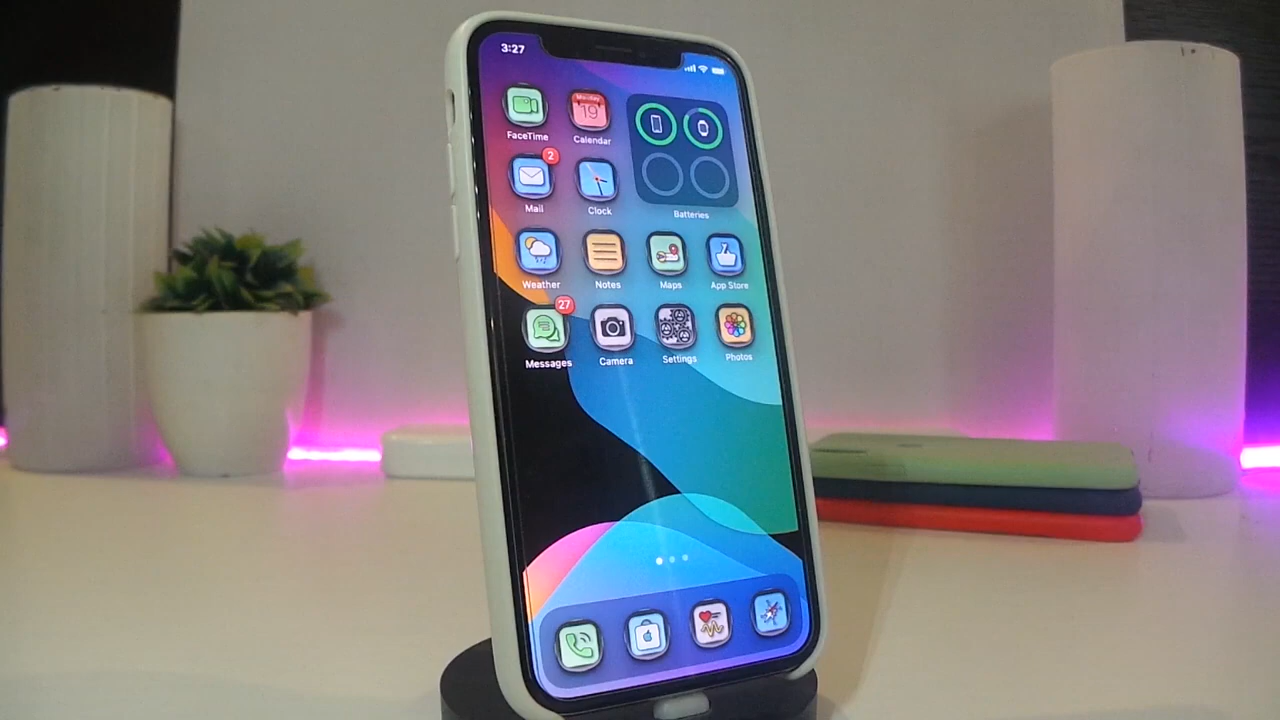 3:27
FaceTime
Monday
19
Calendar
2
Mail
Clock
Batteries
Weather
Notes
Maps
App Store
27
Messages
Camera
Settings
Photos